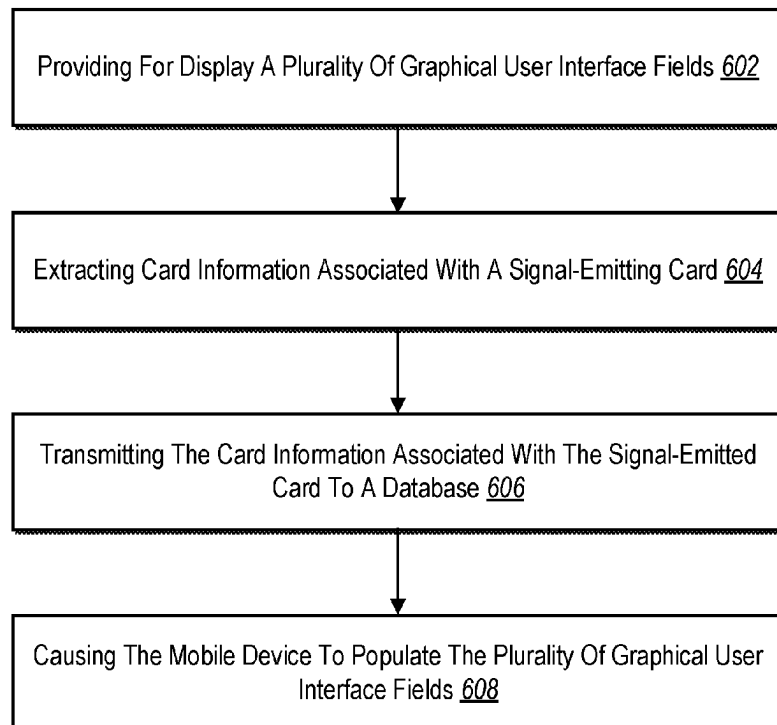 Providing For Display A Plurality Of Graphical User Interface Fields 602
Extracting Card Information Associated With A Signal-Emitting Card 604
Transmitting The Card Information Associated With The Signal-Emitted
Card To A Database 606
Causing The Mobile Device To Populate The Plurality Of Graphical User
Interface Fields 608